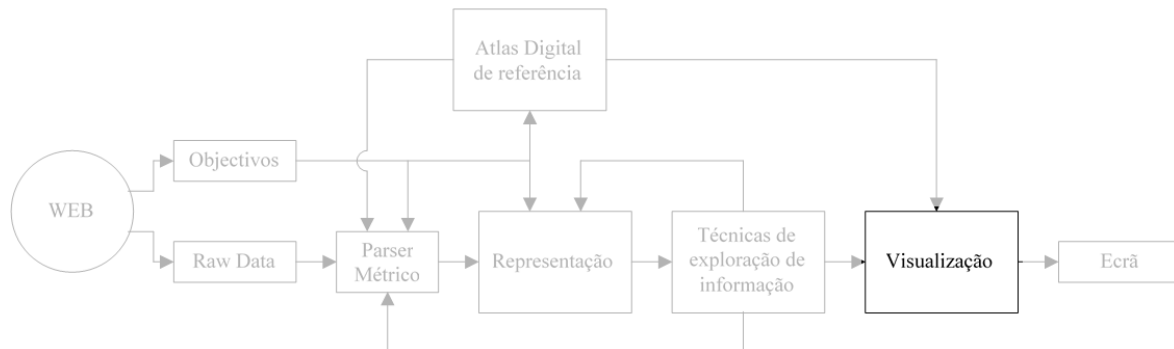 Atlas Digital
de referência
Objectivos
WEB
Raw Data
Parser
Métrico
Representação
Técnicas de
exploração de
informação
Visualização
Ecrã